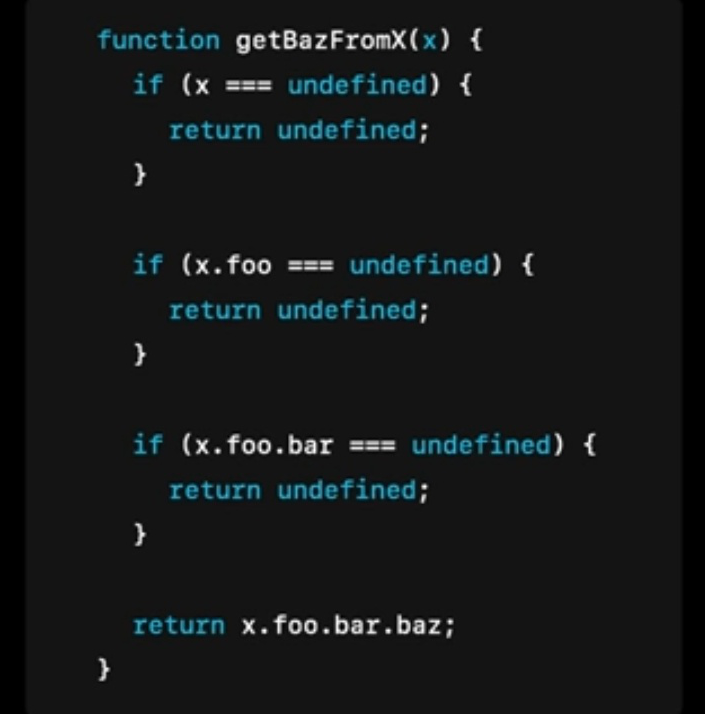 function getBazFromX(x) {
if (x === undefined) {
return undefined;
}
if (x.foo === undefined) {
return undefined;
}
if (x.foo.bar === undefined) {
return undefined;
}
return x.foo.bar.baz;
}